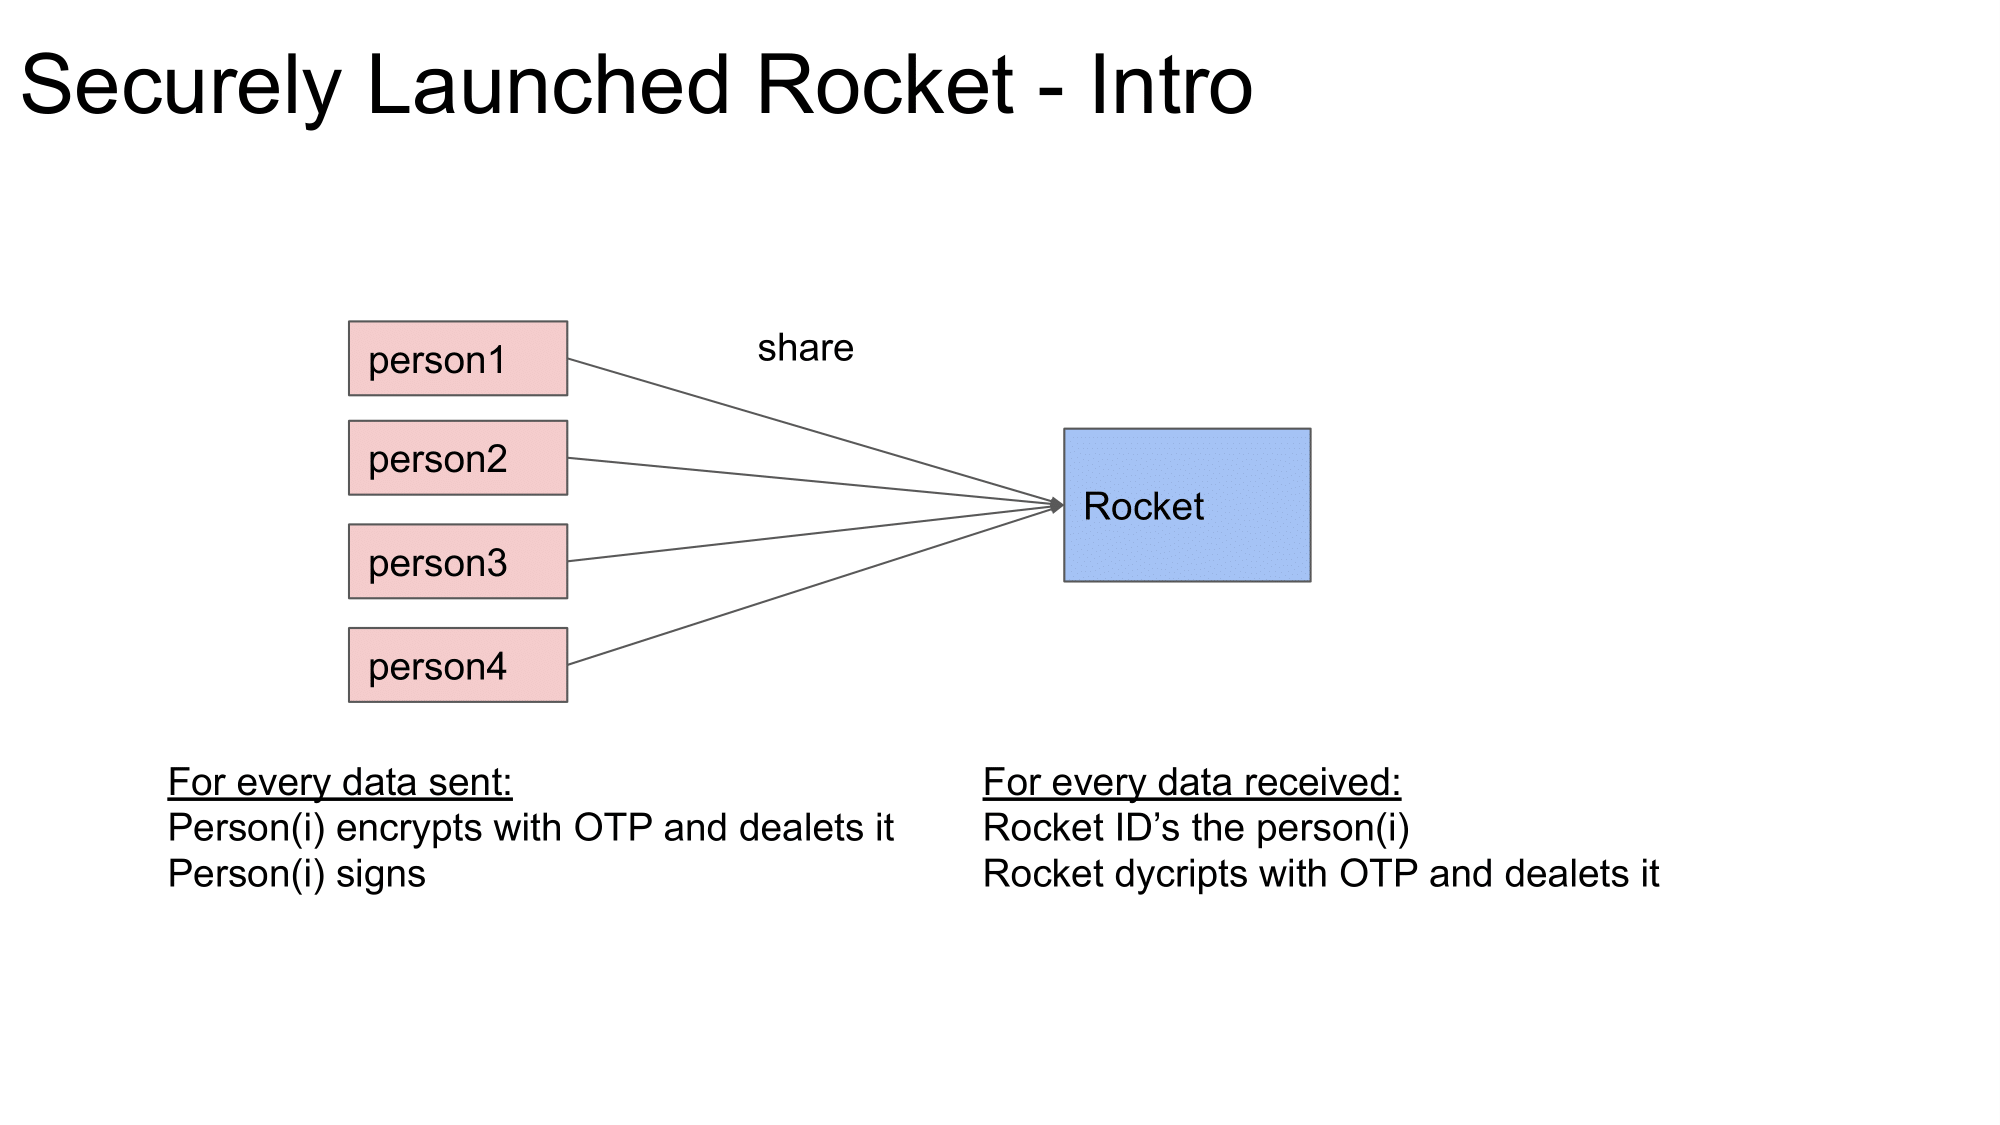 Securely Launched Rocket - Intro
person1
share
person2
Rocket
person3
person4
For every data sent:
Person(i) encrypts with OTP and dealets it
Person(i) signs
For every data received:
Rocket ID’s the person(i)
Rocket dycripts with OTP and dealets it